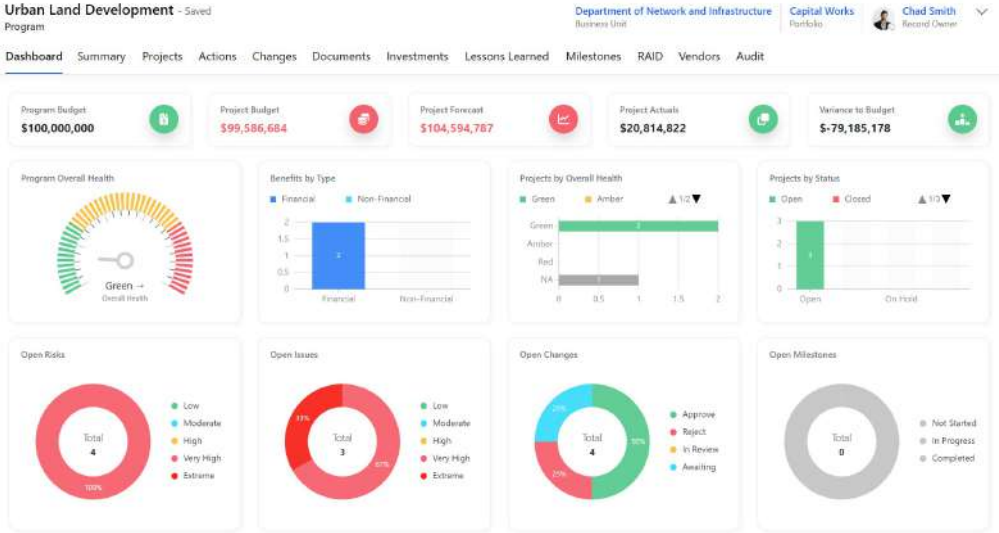 Urban Land Development - Saved
Program
Department of Network and Infrastructure
Business Unit
Capital Works
Portfolio
Chad Smith
Record Owner
Dashboard Summary Projects Actions Changes Documents Investments Lessons Learned Milestones RAID Vendors Audit
Program Budget
$100,000,000
Project Budget
$99,586,684
Project Forecast
$104,594,787
Project Actuals
$20,814,822
Variance to Budget
$-79,185,178
Program Overall Health
Green →
Overall Health
Benefits by Type
Financial Non-Financial
2
1.5
1
0.5
0
2
Financial Non-Financial
Projects by Overall Health
Green Amber 1/2
Green 2
Amber
Red
NA 1
0 0.5 1 1.5 2
Projects by Status
Open Closed 1/3
3
2
1
0
3
Open On Hold
Open Risks
Total
4
100%
Low
Moderate
High
Very High
Extreme
Open Issues
33%
Total
3
67%
Low
Moderate
High
Very High
Extreme
Open Changes
25%
Total
4
50%
25%
Approve
Reject
In Review
Awaiting
Open Milestones
Total
0
Not Started
In Progress
Completed